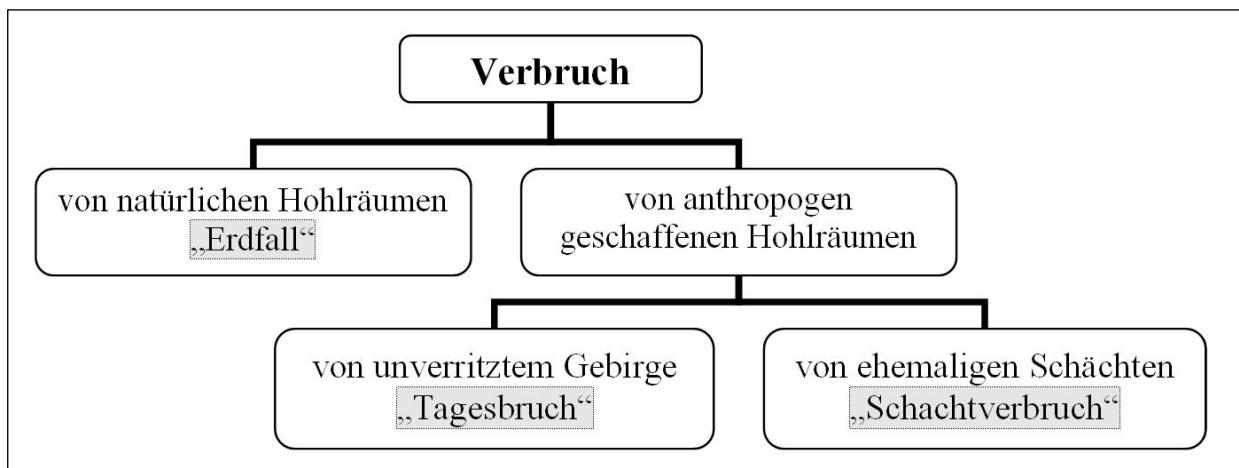 Verbruch
von natürlichen Hohlräumen
„Erdfall“
von anthropogen
geschaffenen Hohlräumen
von unverritztem Gebirge
„Tagesbruch“
von ehemaligen Schächten
„Schachtverbruch“